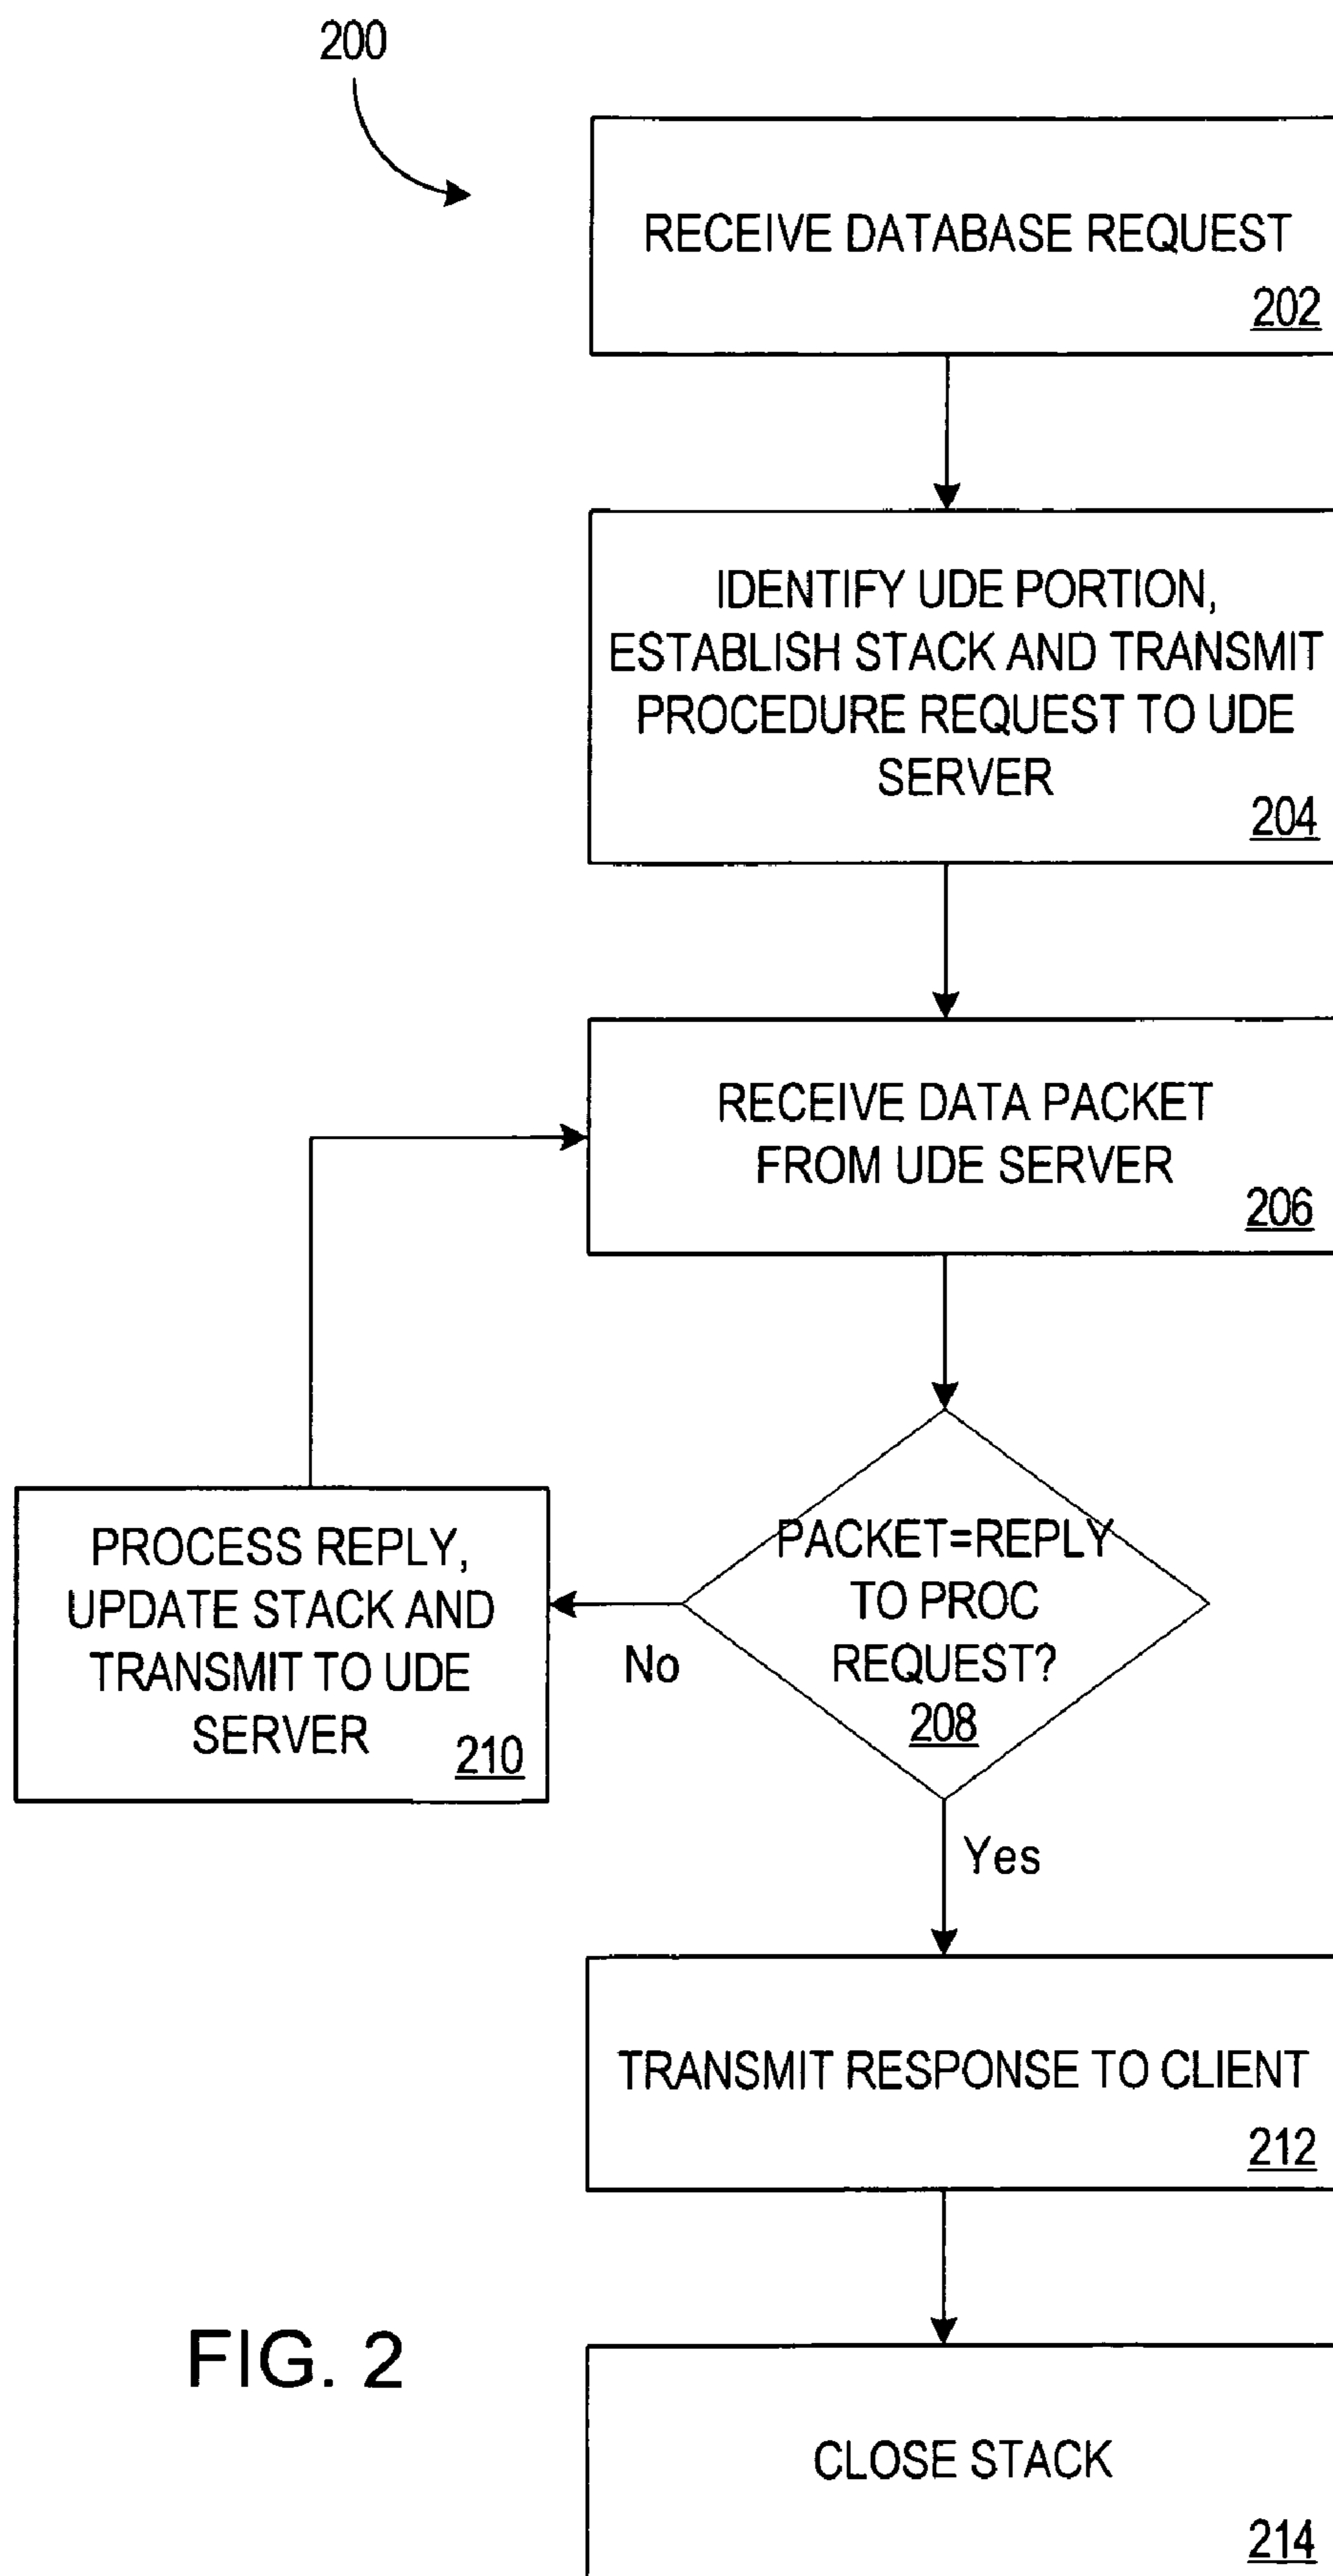 200
RECEIVE DATABASE REQUEST
202
IDENTIFY UDE PORTION,
ESTABLISH STACK AND TRANSMIT
PROCEDURE REQUEST TO UDE
SERVER
204
RECEIVE DATA PACKET
FROM UDE SERVER
206
PACKET=REPLY
TO PROC
REQUEST?
208
No
PROCESS REPLY,
UPDATE STACK AND
TRANSMIT TO UDE
SERVER
210
Yes
TRANSMIT RESPONSE TO CLIENT
212
CLOSE STACK
214
FIG. 2